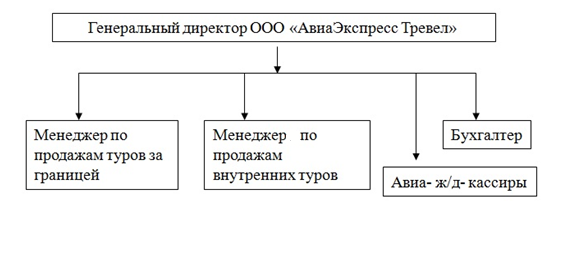 Генеральный директор ООО «АвиаЭкспресс Тревел»
Менеджер по
продажам туров за
границей
Менеджер по
продажам
внутренних туров
Бухгалтер
Авиа- ж/д- кассиры